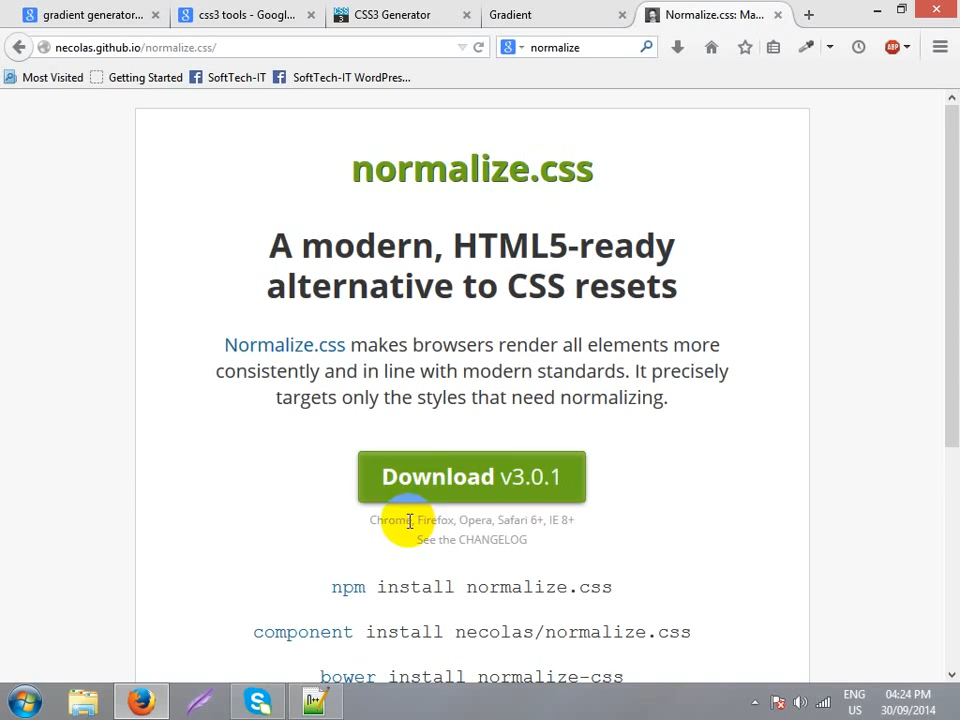 gradient generator...
css3 tools - Googl...
CSS3 Generator
Gradient
Normalize.css: Ma...
necolas.github.io/normalize.css/
normalize
Most Visited
Getting Started
SoftTech-IT
SoftTech-IT WordPres...
normalize.css
A modern, HTML5-ready
alternative to CSS resets
Normalize.css makes browsers render all elements more
consistently and in line with modern standards. It precisely
targets only the styles that need normalizing.
Download v3.0.1
Chrome, Firefox, Opera, Safari 6+, IE 8+
See the CHANGELOG
npm install normalize.css
component install necolas/normalize.css
bower install normalize-css
ENG
US
04:24 PM
30/09/2014